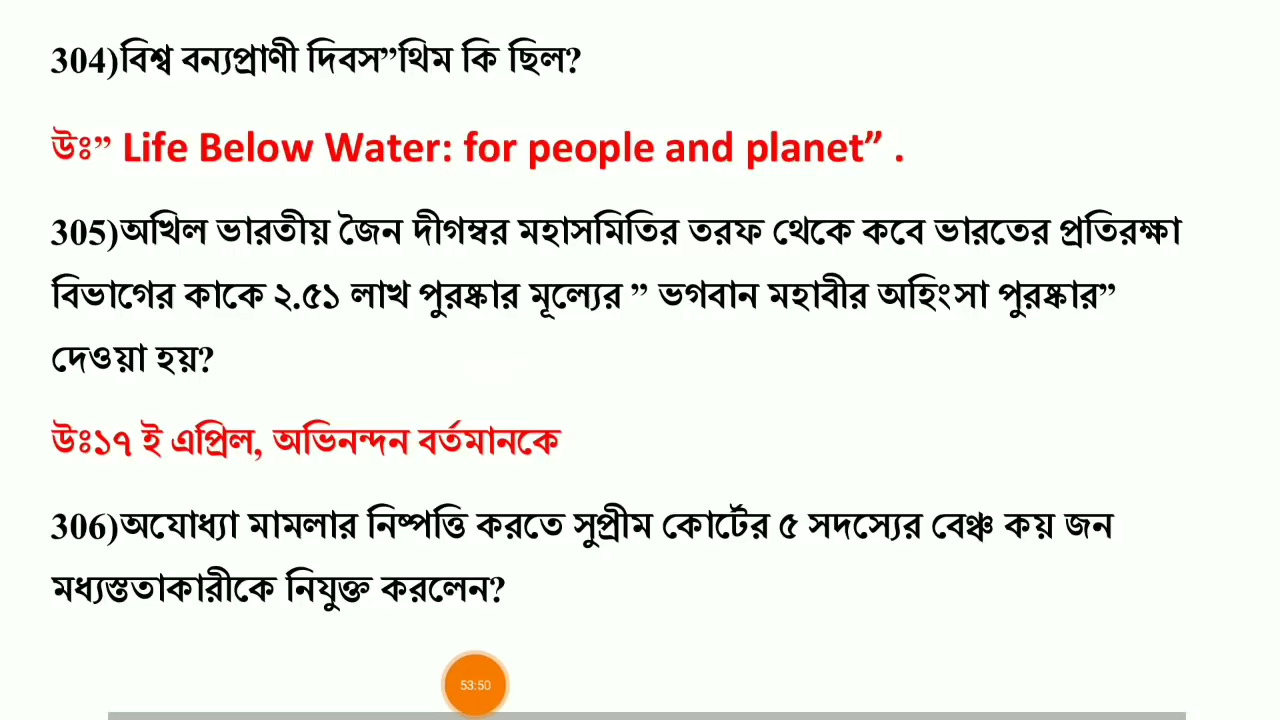 304)বিশ্ব বন্যপ্রাণী দিবস”থিম কি ছিল?
উঃ” Life Below Water: for people and planet” .
305)অখিল ভারতীয় জৈন দীগম্বর মহাসমিতির তরফ থেকে কবে ভারতের প্রতিরক্ষা
বিভাগের কাকে ২.৫১ লাখ পুরষ্কার মূল্যের ” ভগবান মহাবীর অহিংসা পুরষ্কার”
দেওয়া হয়?
উঃ১৭ ই এপ্রিল, অভিনন্দন বর্তমানকে
306)অযোধ্যা মামলার নিষ্পত্তি করতে সুপ্রীম কোর্টের ৫ সদস্যের বেঞ্চ কয় জন
মধ্যস্ততাকারীকে নিযুক্ত করলেন?
53:50